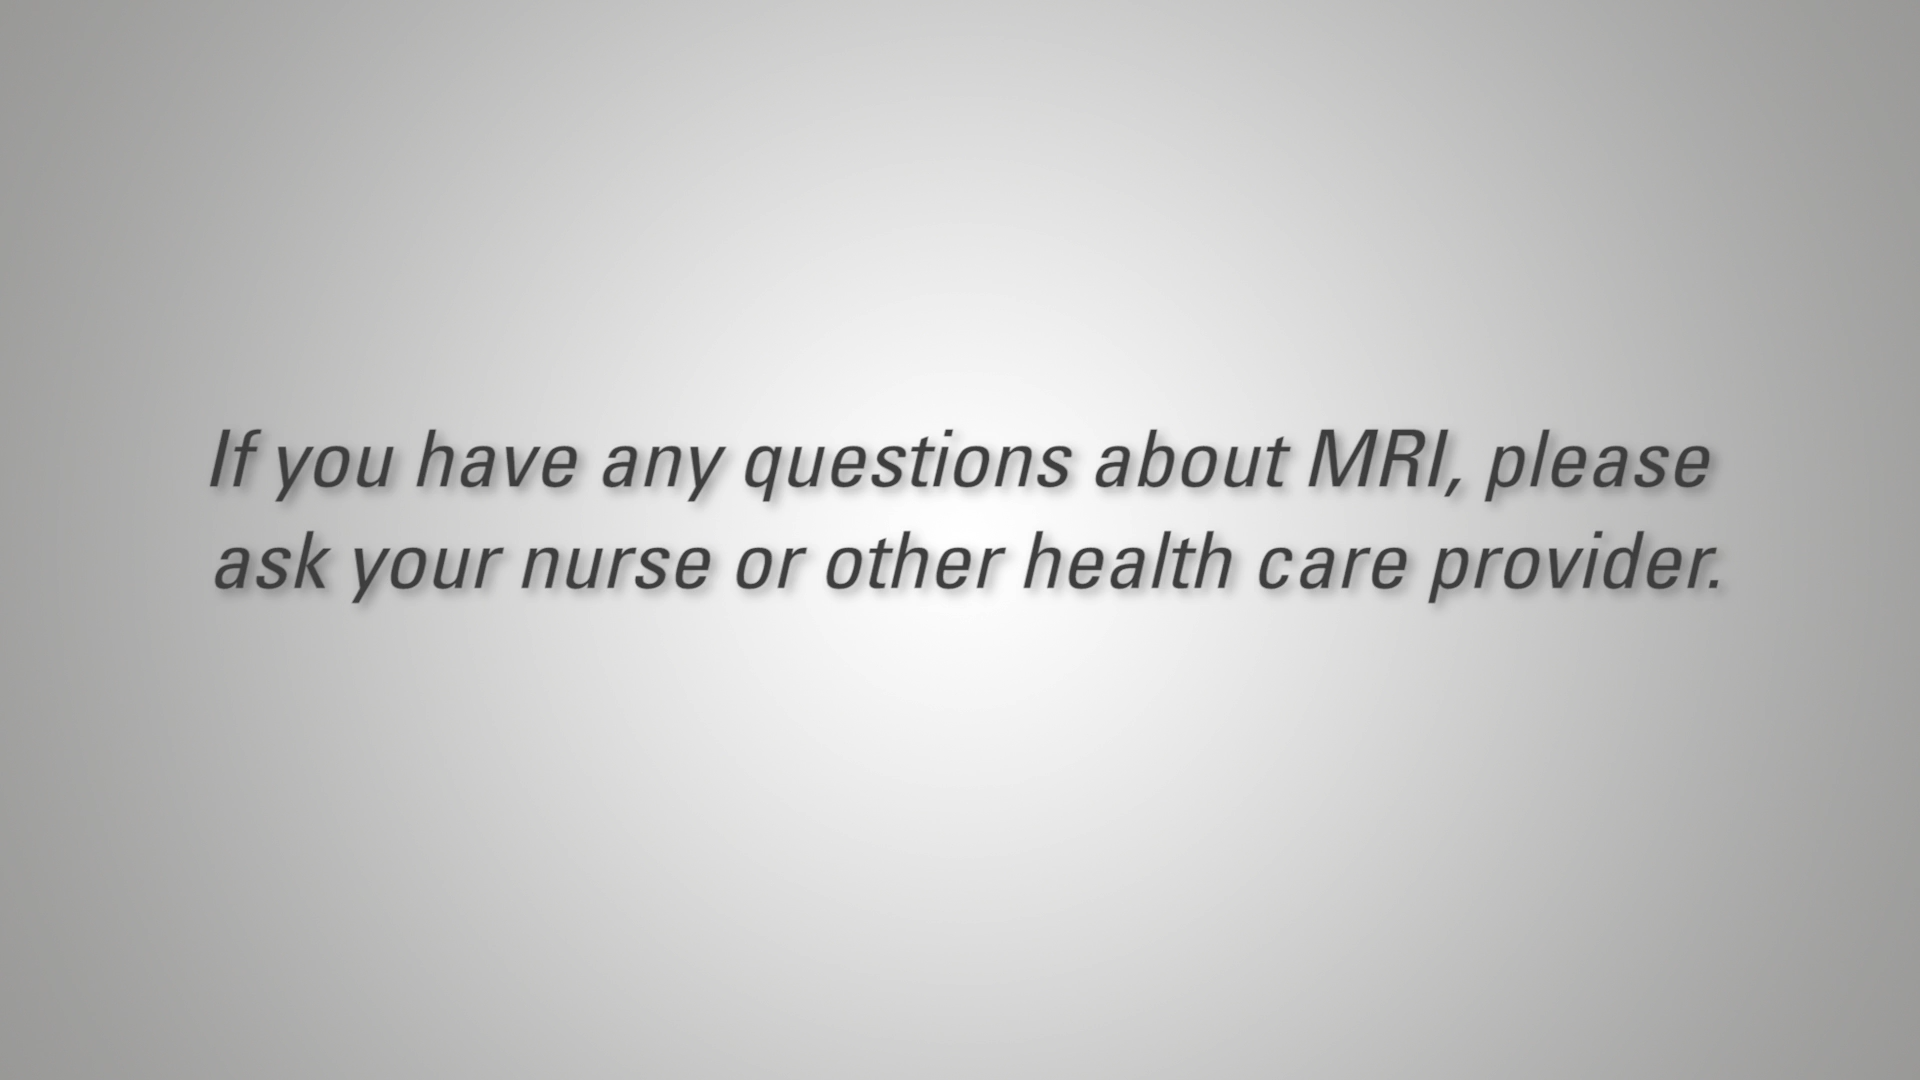 If you have any questions about MRI, please
ask your nurse or other health care provider.